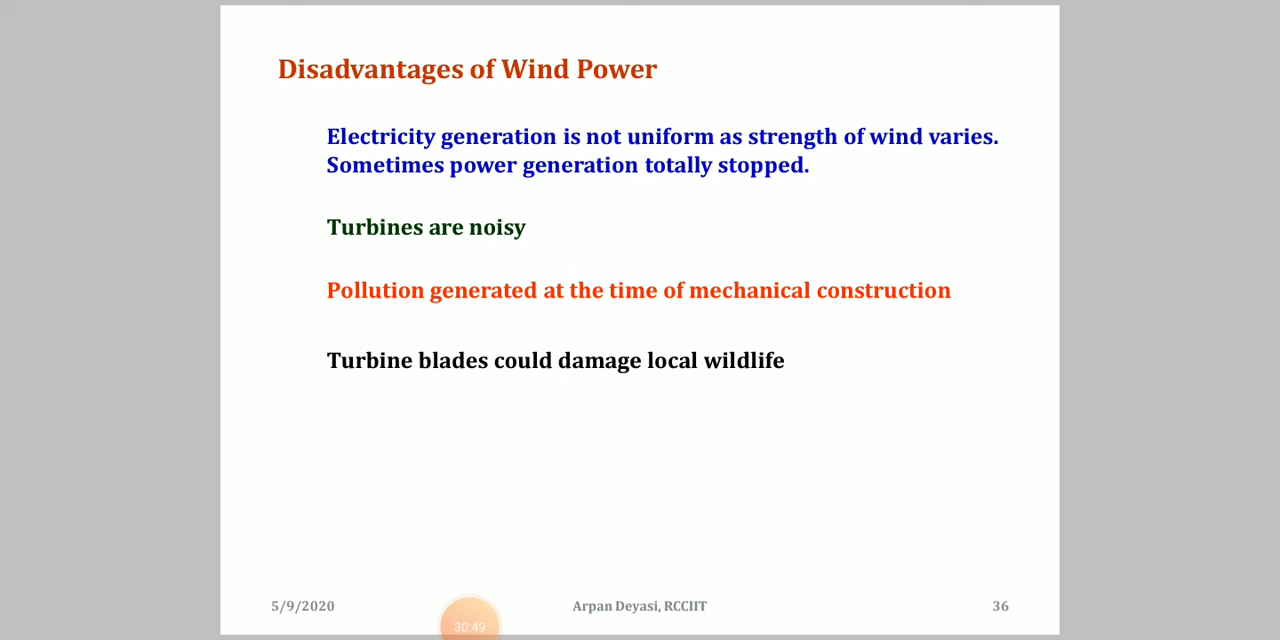 Disadvantages of Wind Power
Electricity generation is not uniform as strength of wind varies.
Sometimes power generation totally stopped.
Turbines are noisy
Pollution generated at the time of mechanical construction
Turbine blades could damage local wildlife
5/9/2020
Arpan Deyasi, RCCIIT
36
30:49